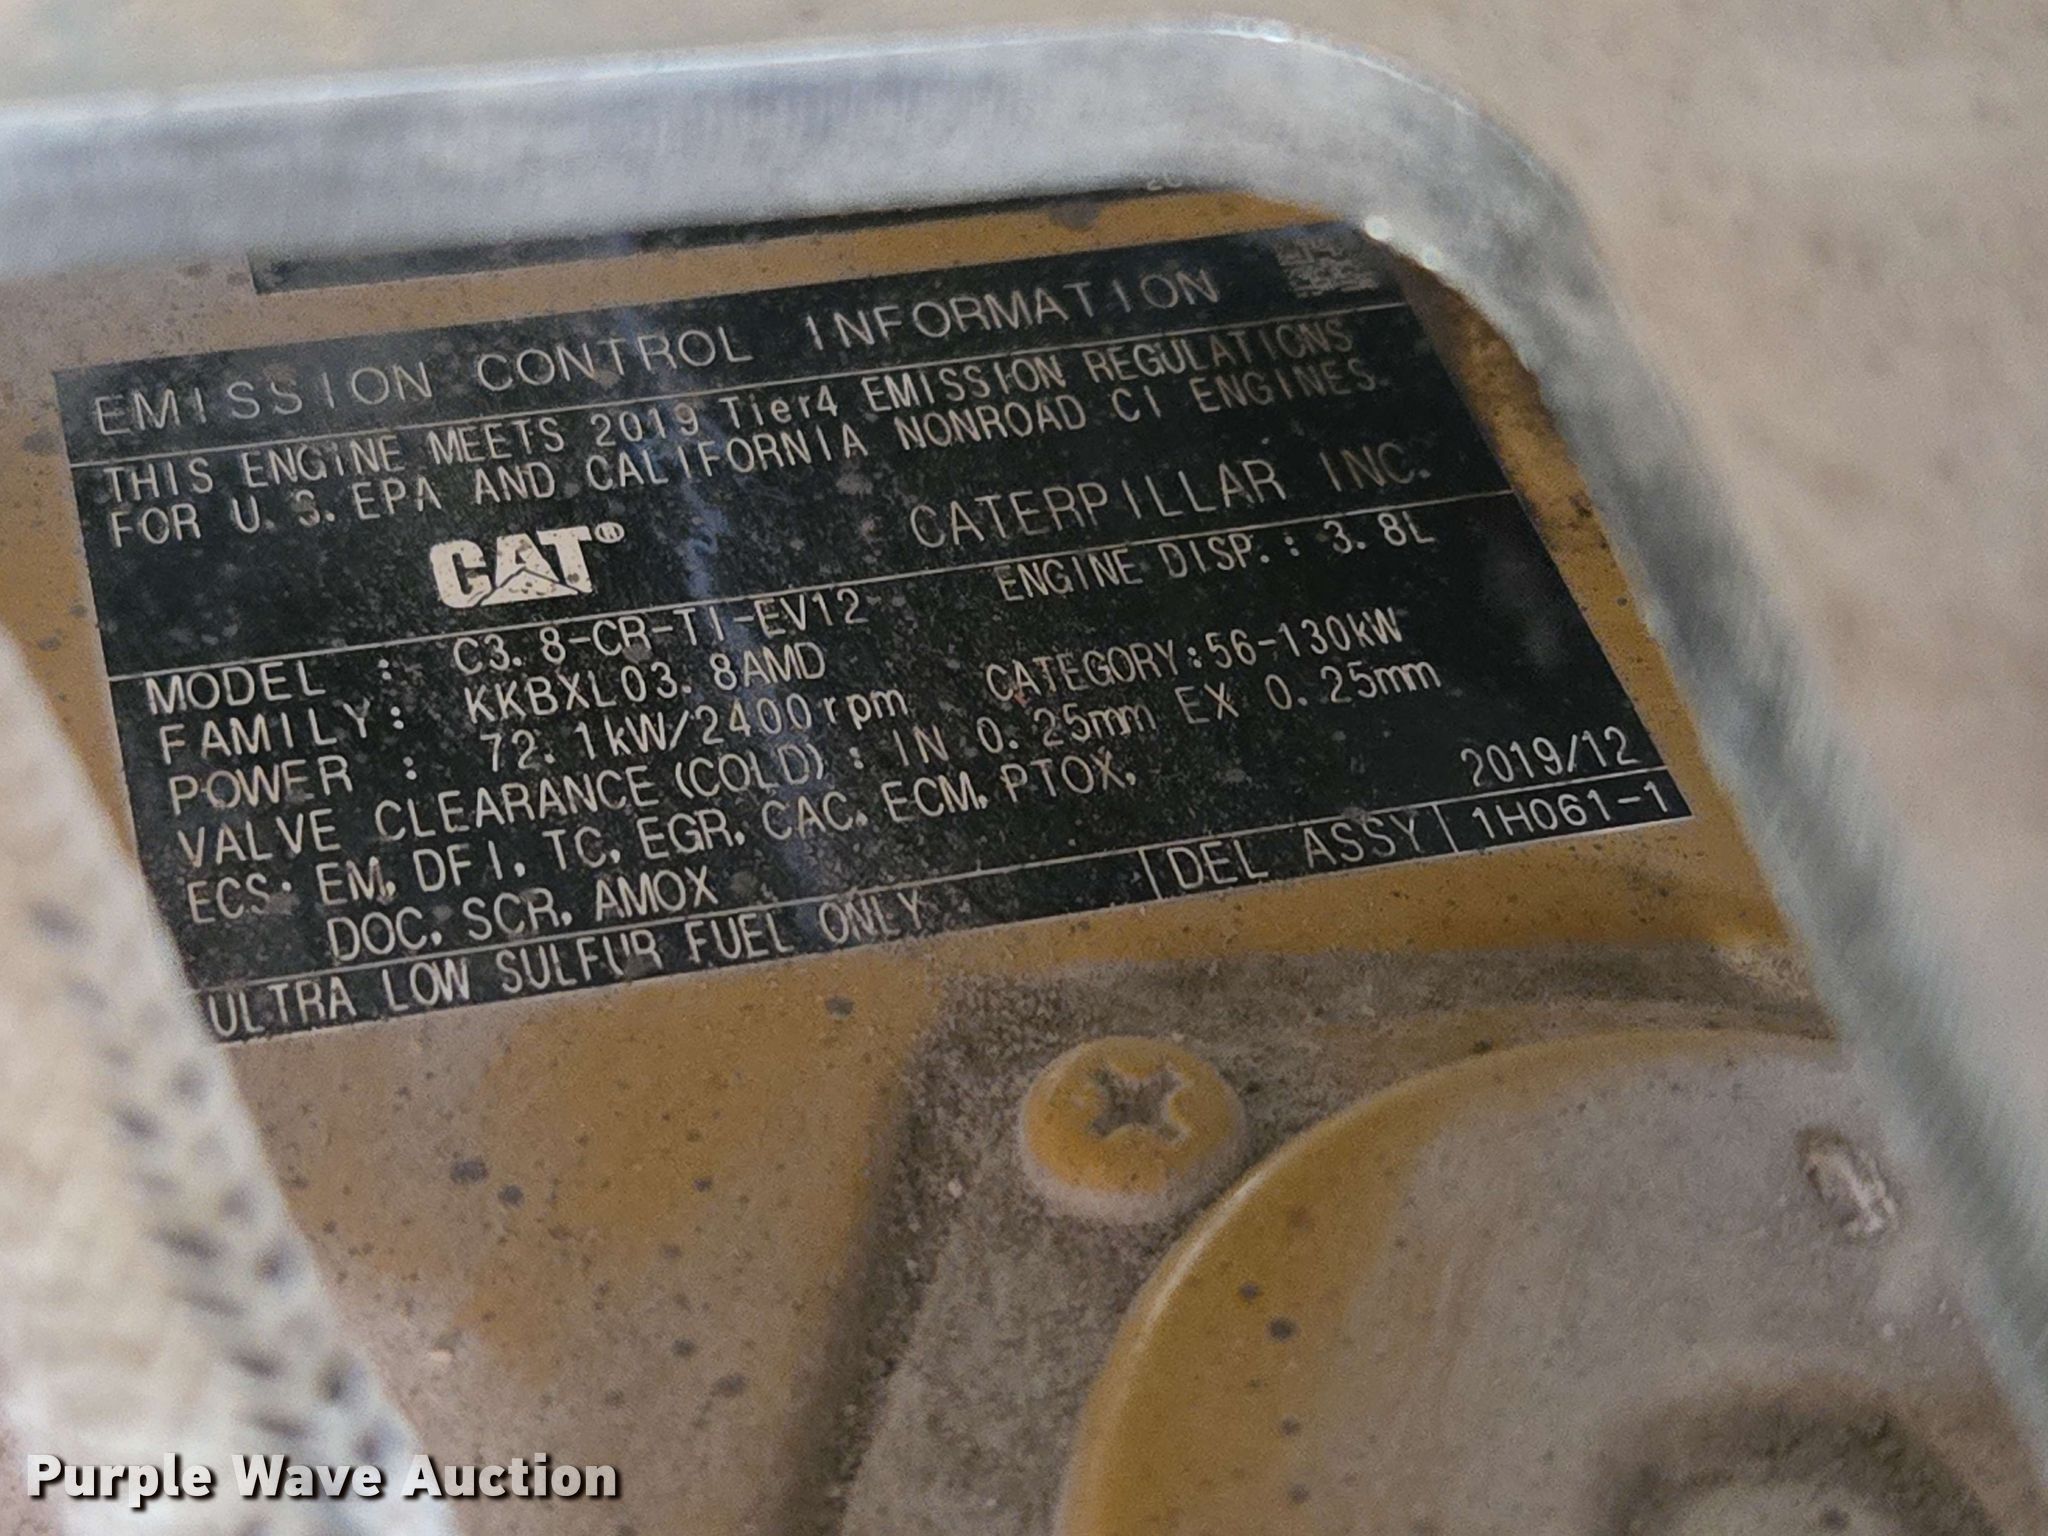 EMISSION CONTROL INFORMATION
THIS ENGINE MEETS 2019 Tier4 EMISSION REGULATIONS
FOR U.S. EPA AND CALIFORNIA NONROAD CI ENGINES.
CAT® CATERPILLAR INC.
MODEL : C3.8-CR-TI-EV12 ENGINE DISP. : 3.8L
FAMILY: KKBXL03.8AMD
POWER : 72.1kW/2400rpm CATEGORY:56-130kW
VALVE CLEARANCE (COLD) : IN 0.25mm EX 0.25mm
ECS: EM, DFI, TC, EGR, CAC, ECM, PTOX,
DOC, SCR, AMOX 2019/12
ULTRA LOW SULFUR FUEL ONLY DEL ASSY 1H061-1
Purple Wave Auction